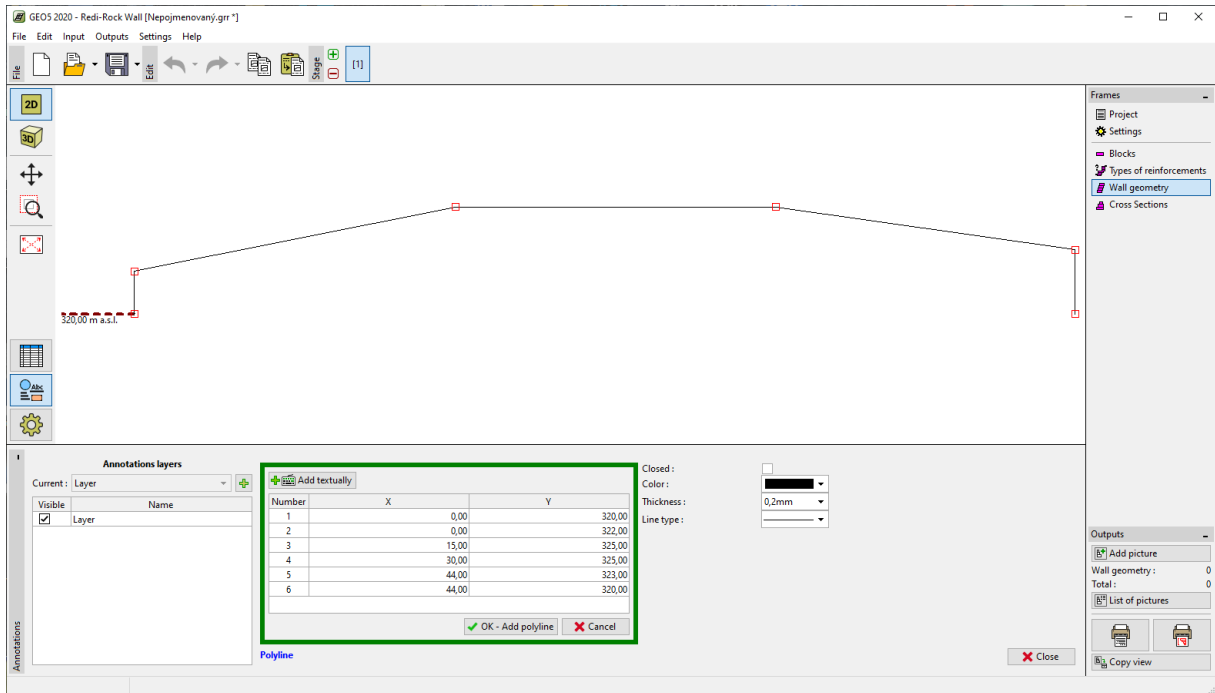 GEO5 2020 - Redi-Rock Wall [Nepojmenovaný.grr *]
File Edit Input Outputs Settings Help
File
Edit
Stage
[1]
2D
3D
320,00 m a.s.l.
Abc
Frames
Project
Settings
Blocks
Types of reinforcements
Wall geometry
Cross Sections
Annotations
Annotations layers
Current : Layer
Visible Name
Layer
Add textually
Number X Y
1 0,00 320,00
2 0,00 322,00
3 15,00 325,00
4 30,00 325,00
5 44,00 323,00
6 44,00 320,00
OK - Add polyline Cancel
Polyline
Closed :
Color :
Thickness : 0,2mm
Line type :
Close
Outputs
Add picture
Wall geometry : 0
Total : 0
List of pictures
Copy view